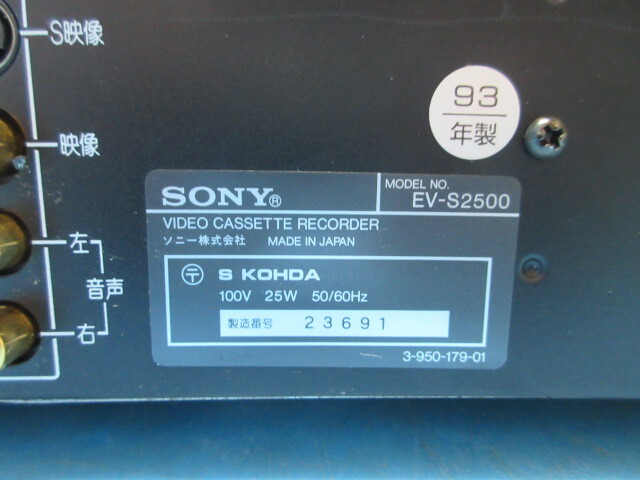 S映像
映像
左
音声
右
93
年製
SONY®
MODEL NO.
EV-S2500
VIDEO CASSETTE RECORDER
ソニー株式会社 MADE IN JAPAN
〒 S KOHDA
100V 25W 50/60Hz
製造番号 23691
3-950-179-01